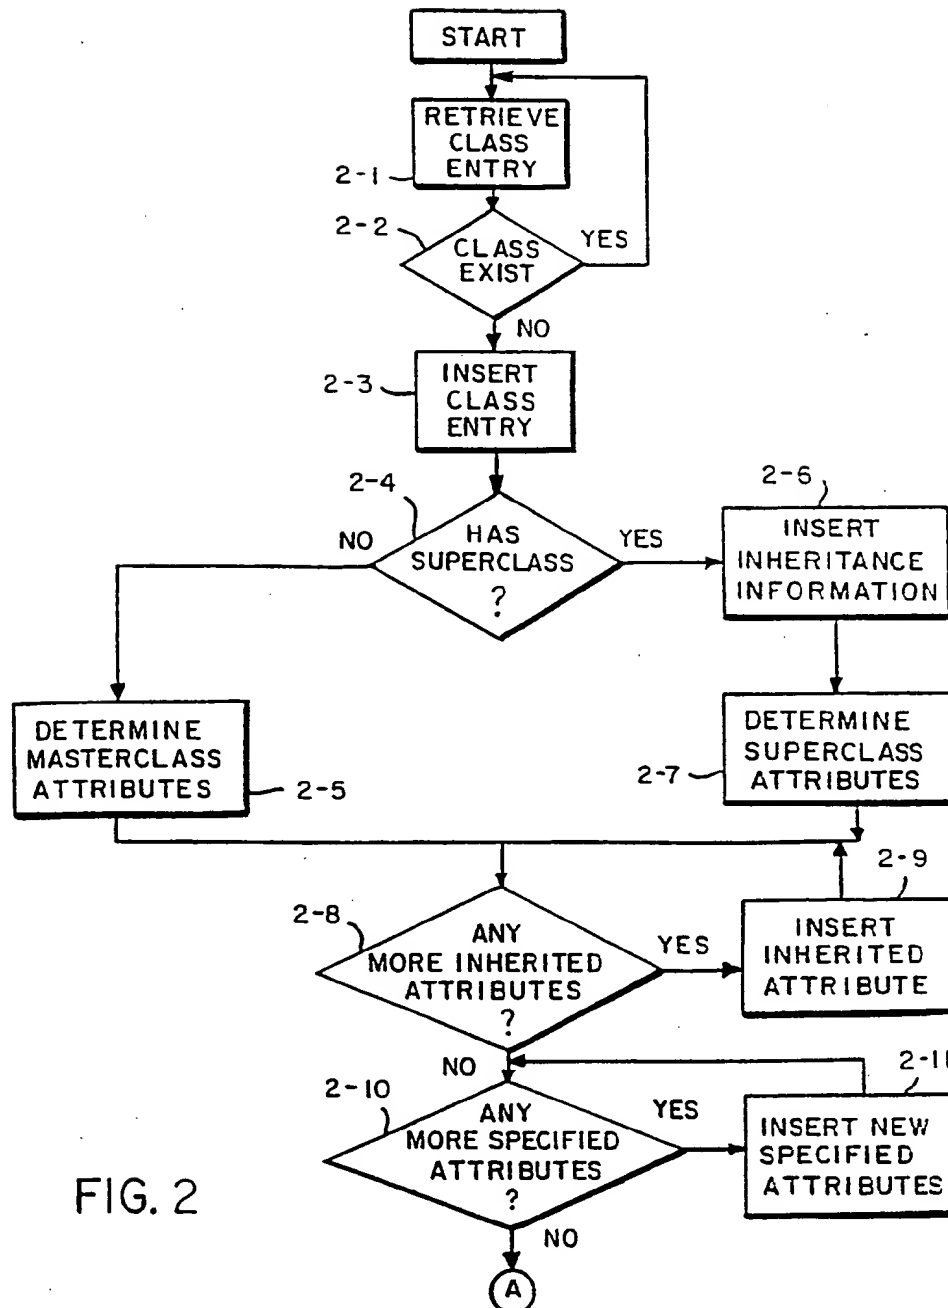 START
RETRIEVE
CLASS
ENTRY
2-1
2-2
CLASS
EXIST
YES
NO
2-3
INSERT
CLASS
ENTRY
2-4
NO
HAS
SUPERCLASS
?
YES
2-6
INSERT
INHERITANCE
INFORMATION
DETERMINE
MASTERCLASS
ATTRIBUTES
2-5
DETERMINE
SUPERCLASS
ATTRIBUTES
2-7
2-8
ANY
MORE INHERITED
ATTRIBUTES
?
YES
2-9
INSERT
INHERITED
ATTRIBUTE
NO
2-10
ANY
MORE SPECIFIED
ATTRIBUTES
?
YES
2-11
INSERT NEW
SPECIFIED
ATTRIBUTES
NO
A
FIG. 2